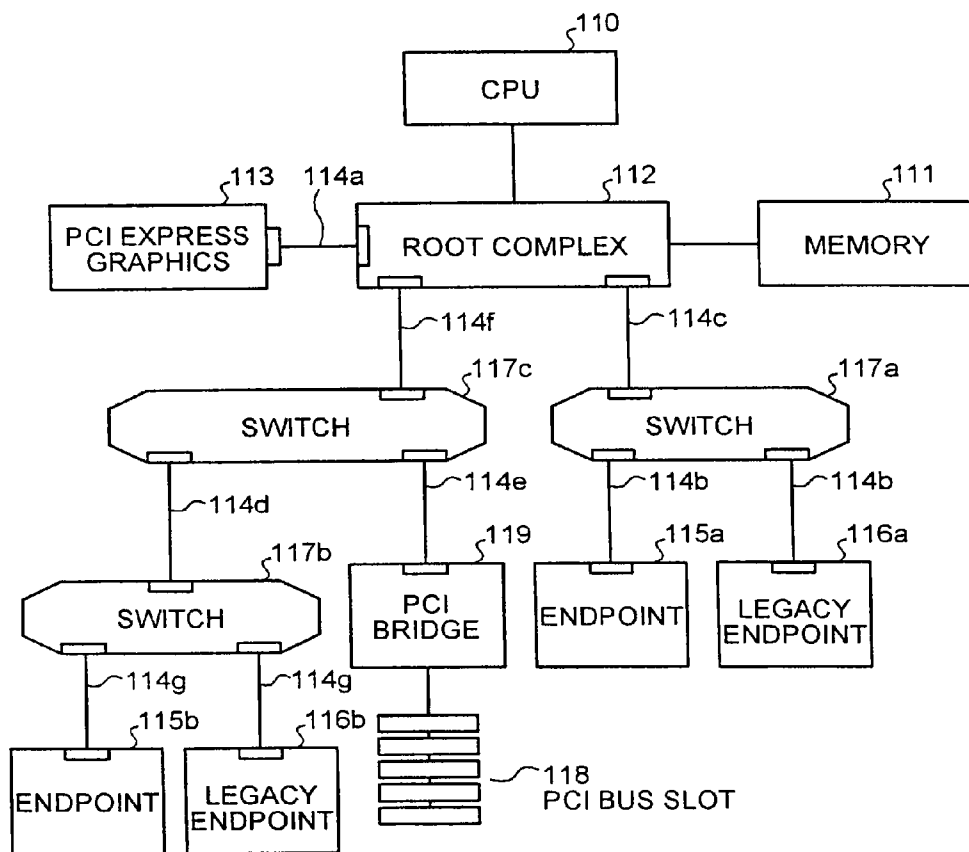 110
CPU
113
114a
112
111
PCI EXPRESS
GRAPHICS
ROOT COMPLEX
MEMORY
114f
114c
117c
117a
SWITCH
SWITCH
114d
114e
114b
114b
117b
119
115a
116a
SWITCH
PCI
BRIDGE
ENDPOINT
LEGACY
ENDPOINT
114g
114g
115b
116b
ENDPOINT
LEGACY
ENDPOINT
118
PCI BUS SLOT